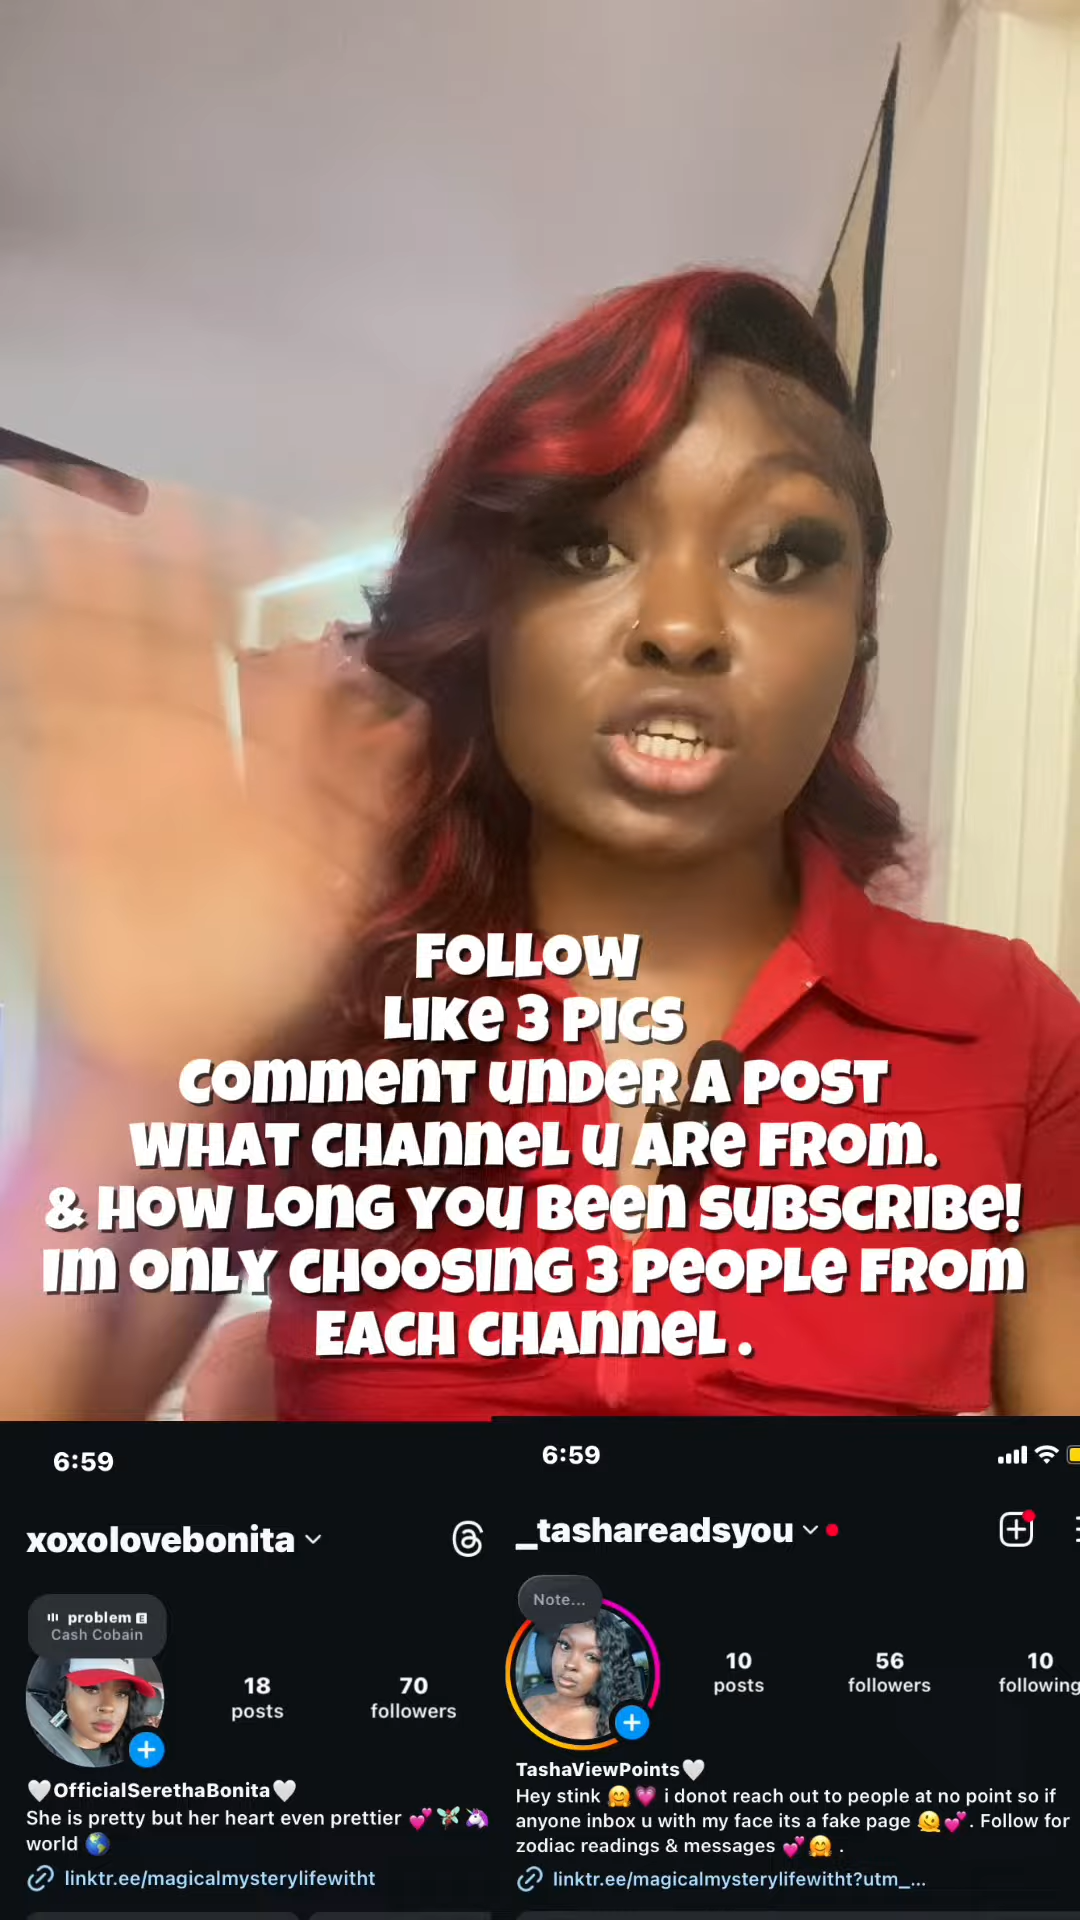 FOLLOW
LIKE 3 PICS
COMMENT UNDER A POST
WHAT CHANNEL U ARE FROM.
& HOW LONG YOU BEEN SUBSCRIBE!
IM ONLY CHOOSING 3 PEOPLE FROM
EACH CHANNEL .
6:59
xoxolovebonita
problem E
Cash Cobain
18
posts
70
followers
🤍OfficialSerethaBonita🤍
She is pretty but her heart even prettier 💕🧚🏽🦄
world 🌎
linktr.ee/magicalmysterylifewitht
6:59
_tashareadsyou
Note...
10
posts
56
followers
10
following
TashaViewPoints🤍
Hey stink 🤗💗 i donot reach out to people at no point so if
anyone inbox u with my face its a fake page 🫠💕. Follow for
zodiac readings & messages 💕🤗 .
linktr.ee/magicalmysterylifewitht?utm_...